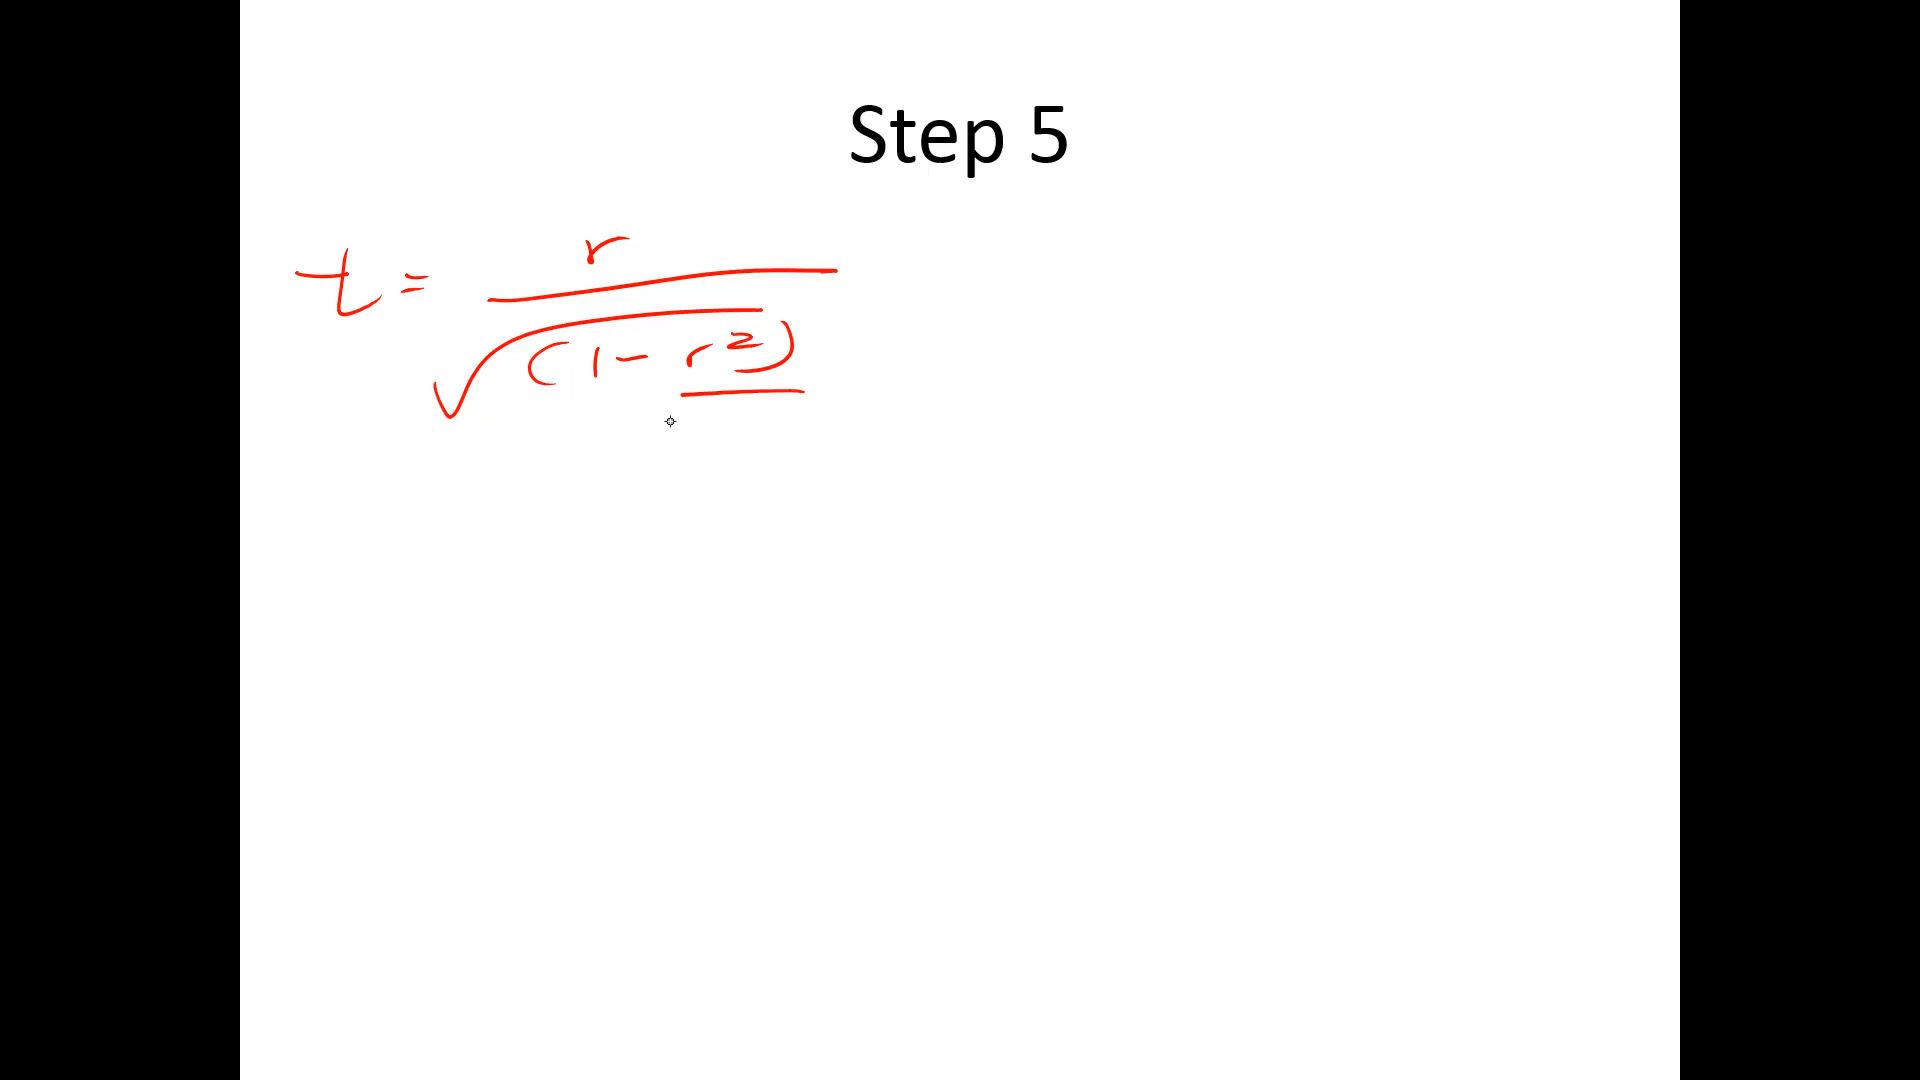 Step 5
t = r
√(1 - r²)